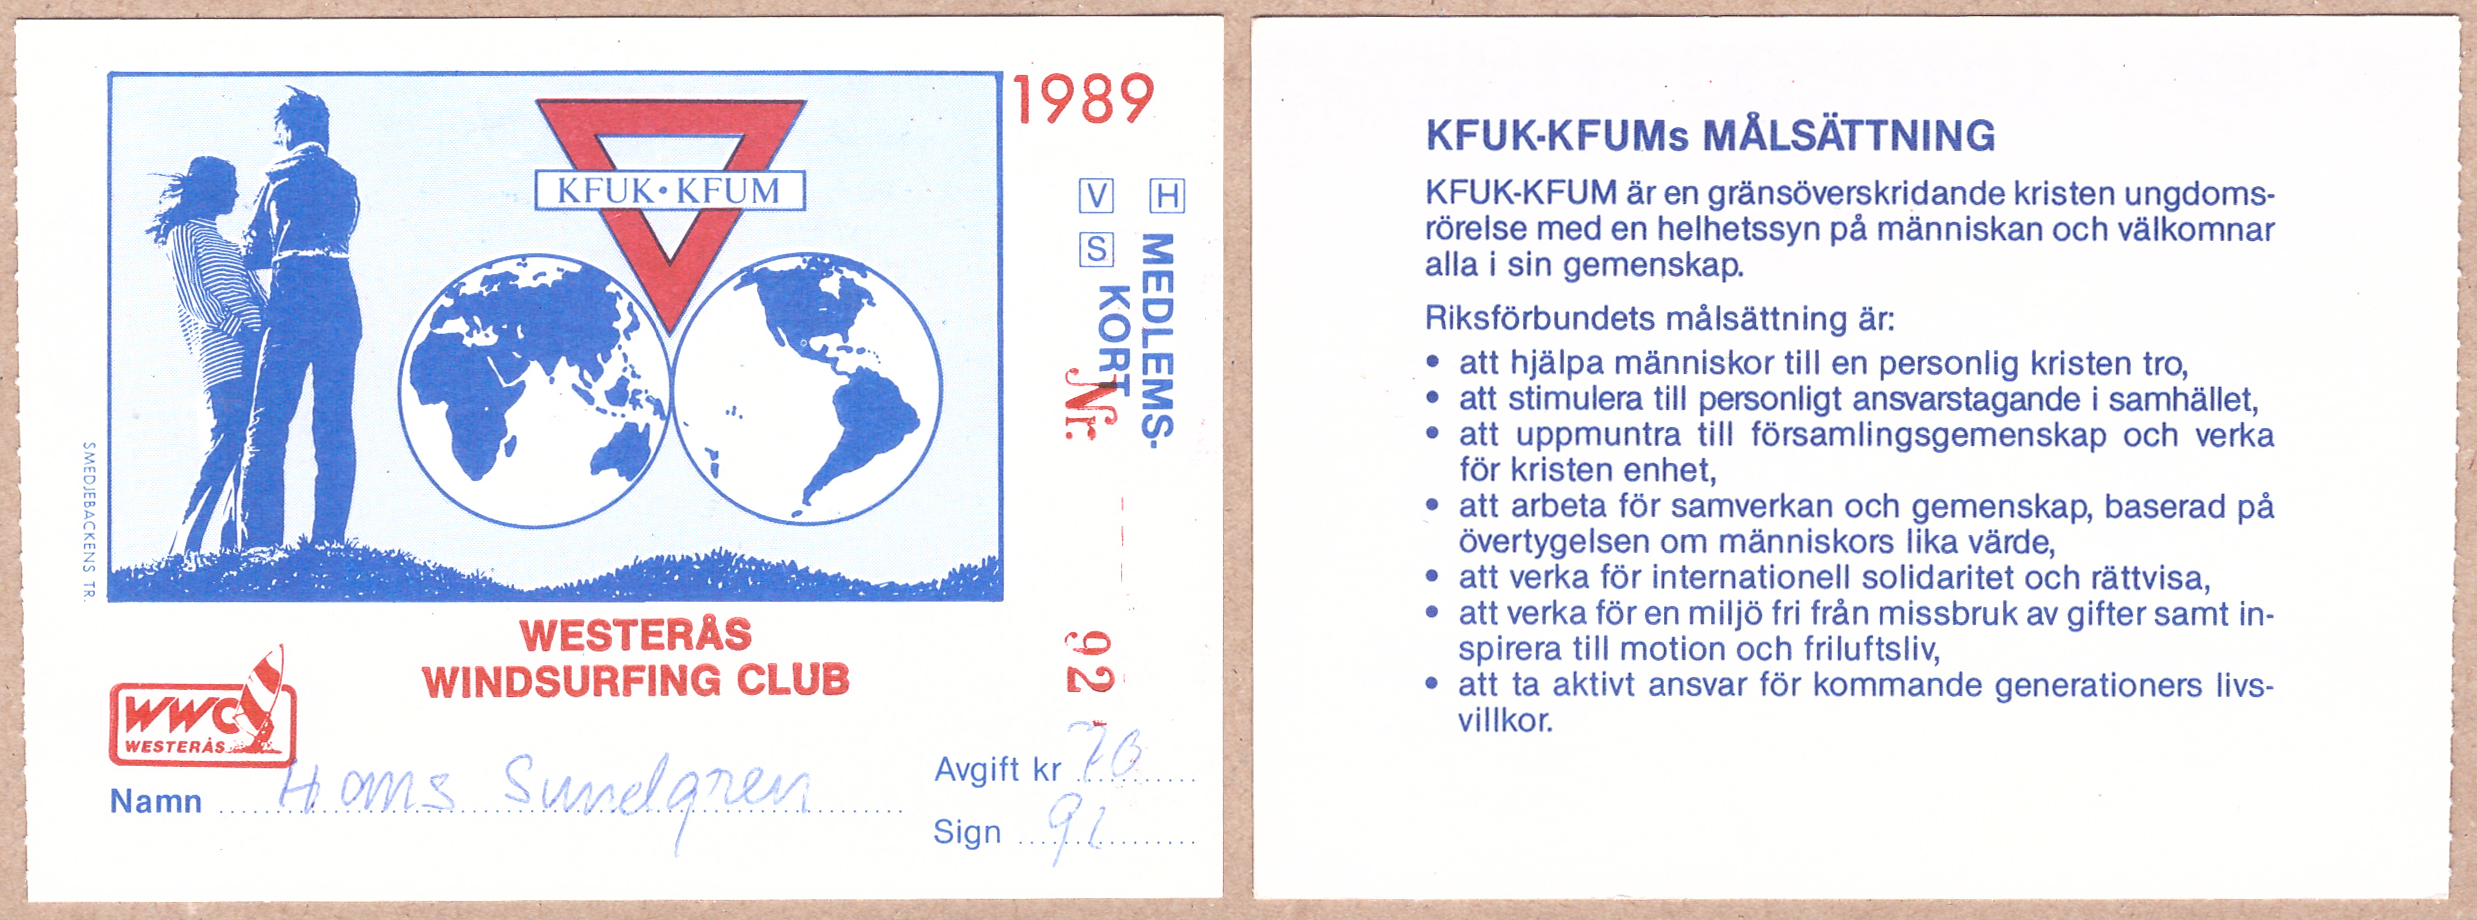 1989
KFUK•KFUM
V H
S
MEDLEMS-
KORT
Nr.
92
SMEDJEBACKENS TR.
WESTERÅS
WINDSURFING CLUB
WWC
WESTERÅS
Namn Hans Sundgren
Avgift kr 70
Sign
KFUK-KFUMs MÅLSÄTTNING
KFUK-KFUM är en gränsöverskridande kristen ungdoms-
rörelse med en helhetssyn på människan och välkomnar
alla i sin gemenskap.
Riksförbundets målsättning är:
• att hjälpa människor till en personlig kristen tro,
• att stimulera till personligt ansvarstagande i samhället,
• att uppmuntra till församlingsgemenskap och verka
för kristen enhet,
• att arbeta för samverkan och gemenskap, baserad på
övertygelsen om människors lika värde,
• att verka för internationell solidaritet och rättvisa,
• att verka för en miljö fri från missbruk av gifter samt in-
spirera till motion och friluftsliv,
• att ta aktivt ansvar för kommande generationers livs-
villkor.